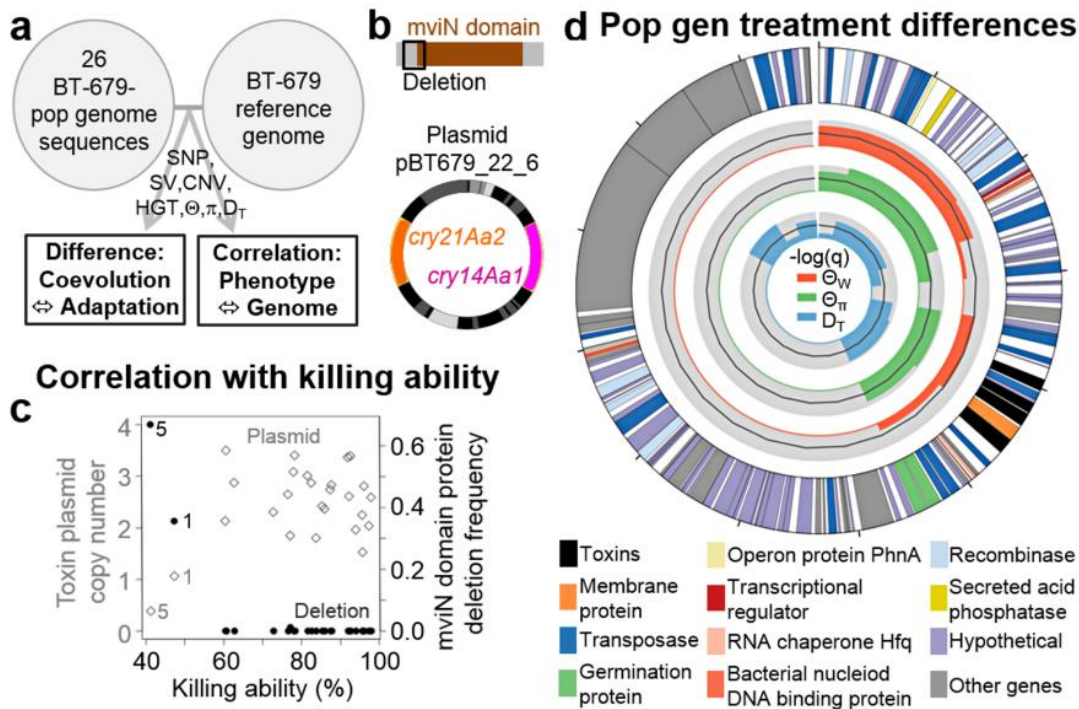 a
26
BT-679-
pop genome
sequences
BT-679
reference
genome
SNP,
SV,CNV,
HGT,Θ,π,D_T
Difference:
Coevolution
⇔ Adaptation
Correlation:
Phenotype
⇔ Genome
b
mviN domain
Deletion
Plasmid
pBT679_22_6
cry21Aa2
cry14Aa1
Correlation with killing ability
c
Toxin plasmid
copy number
4
3
2
1
0
5
1
1
5
Plasmid
Deletion
0.6
0.4
0.2
0.0
mviN domain protein
deletion frequency
40
60
80
100
Killing ability (%)
d Pop gen treatment differences
-log(q)
Θ_W
Θ_π
D_T
Toxins
Membrane
protein
Transposase
Germination
protein
Operon protein PhnA
Transcriptional
regulator
RNA chaperone Hfq
Bacterial nucleiod
DNA binding protein
Recombinase
Secreted acid
phosphatase
Hypothetical
Other genes